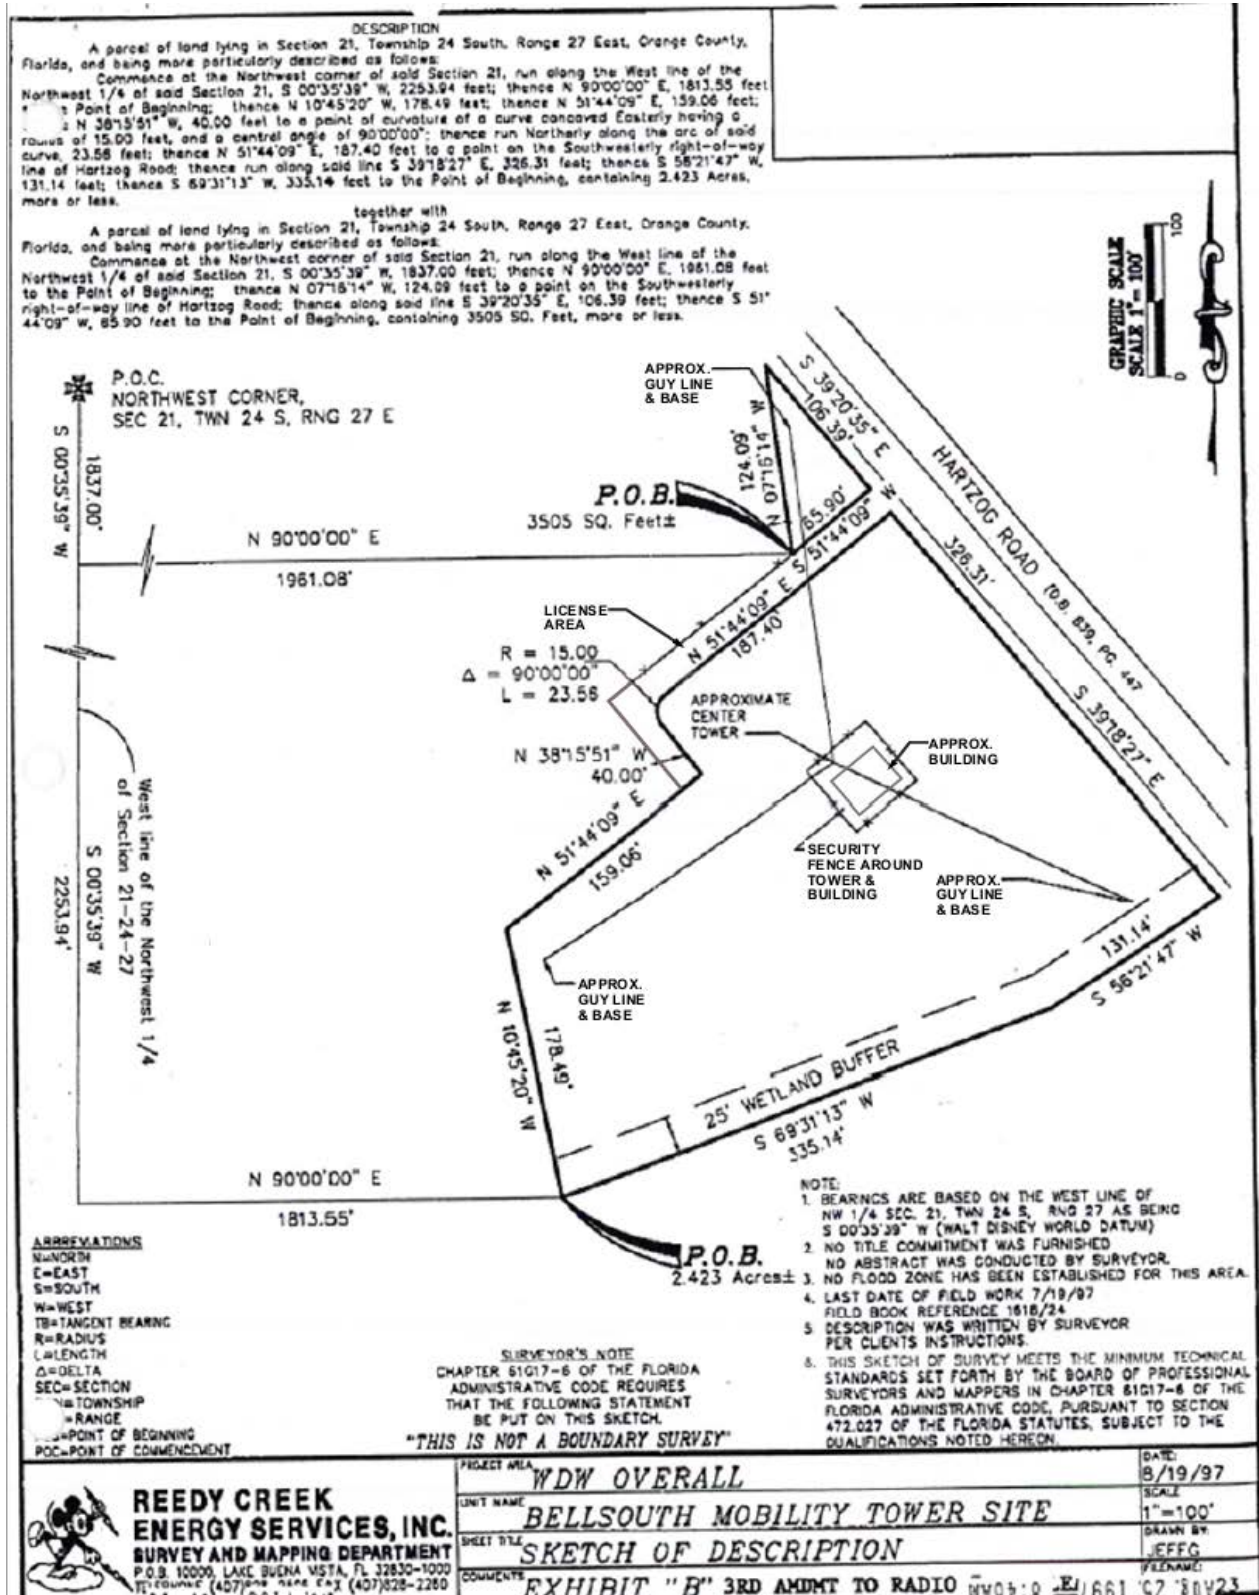 DESCRIPTION
A parcel of land lying in Section 21, Township 24 South, Range 27 East, Orange County,
Florida, and being more particularly described as follows:
Commence at the Northwest corner of said Section 21, run along the West line of the
Northwest 1/4 of said Section 21, S 00°35'39" W, 2253.94 feet; thence N 90°00'00" E, 1813.55 feet
Point of Beginning; thence N 10°45'20" W, 178.49 feet; thence N 51°44'09" E, 159.06 feet;
N 38°15'51" W, 40.00 feet to a point of curvature of a curve concaved Easterly having a
radius of 15.00 feet, and a central angle of 90°00'00"; thence run Northerly along the arc of said
curve, 23.56 feet; thence N 51°44'09" E, 187.40 feet to a point on the Southwesterly right-of-way
line of Hartzog Road; thence run along said line S 39°18'27" E, 326.31 feet; thence S 56°21'47" W,
131.14 feet; thence S 69°31'13" W, 335.14 feet to the Point of Beginning, containing 2.423 Acres,
more or less.
together with
A parcel of land lying in Section 21, Township 24 South, Range 27 East, Orange County,
Florida, and being more particularly described as follows:
Commence at the Northwest corner of said Section 21, run along the West line of the
Northwest 1/4 of said Section 21, S 00°35'39" W, 1837.00 feet; thence N 90°00'00" E, 1961.08 feet
to the Point of Beginning; thence N 07°16'14" W, 124.09 feet to a point on the Southwesterly
right-of-way line of Hartzog Road; thence along said line S 39°20'35" E, 106.39 feet; thence S 51°
44'09" W, 65.90 feet to the Point of Beginning, containing 3505 SQ. Feet, more or less.
GRAPHIC SCALE
SCALE 1"= 100'
0
100
P.O.C.
NORTHWEST CORNER,
SEC 21, TWN 24 S, RNG 27 E
S 00°35'39" W
1837.00'
N 90°00'00" E
1961.08'
P.O.B.
3505 SQ. Feet±
APPROX.
GUY LINE
& BASE
124.09'
N 07°16'14" W
S 39°20'35" E
106.39'
65.90'
S 51°44'09" W
HARTZOG ROAD (O.B. 839, PG. 447
326.31'
S 39°18'27" E
LICENSE
AREA
N 51°44'09" E
187.40'
R = 15.00
Δ = 90°00'00"
L = 23.56
N 38°15'51" W
40.00'
APPROXIMATE
CENTER
TOWER
APPROX.
BUILDING
SECURITY
FENCE AROUND
TOWER &
BUILDING
APPROX.
GUY LINE
& BASE
N 51°44'09" E
159.06'
APPROX.
GUY LINE
& BASE
West line of the Northwest 1/4
of Section 21-24-27
S 00°35'39" W
2253.94'
N 10°45'20" W
178.49'
131.14'
S 56°21'47" W
25' WETLAND BUFFER
S 69°31'13" W
335.14'
N 90°00'00" E
1813.55'
P.O.B.
2.423 Acres±
ABBREVIATIONS
N=NORTH
E=EAST
S=SOUTH
W=WEST
TB=TANGENT BEARING
R=RADIUS
L=LENGTH
Δ=DELTA
SEC=SECTION
=TOWNSHIP
=RANGE
=POINT OF BEGINNING
POC=POINT OF COMMENCEMENT
SURVEYOR'S NOTE
CHAPTER 61G17-6 OF THE FLORIDA
ADMINISTRATIVE CODE REQUIRES
THAT THE FOLLOWING STATEMENT
BE PUT ON THIS SKETCH.
"THIS IS NOT A BOUNDARY SURVEY"
NOTE:
1. BEARINGS ARE BASED ON THE WEST LINE OF
NW 1/4 SEC. 21, TWN 24 S, RNG 27 AS BEING
S 00°35'39" W (WALT DISNEY WORLD DATUM)
2. NO TITLE COMMITMENT WAS FURNISHED
NO ABSTRACT WAS CONDUCTED BY SURVEYOR.
3. NO FLOOD ZONE HAS BEEN ESTABLISHED FOR THIS AREA.
4. LAST DATE OF FIELD WORK 7/19/97
FIELD BOOK REFERENCE 1618/24
5. DESCRIPTION WAS WRITTEN BY SURVEYOR
PER CLIENTS INSTRUCTIONS.
6. THIS SKETCH OF SURVEY MEETS THE MINIMUM TECHNICAL
STANDARDS SET FORTH BY THE BOARD OF PROFESSIONAL
SURVEYORS AND MAPPERS IN CHAPTER 61G17-6 OF THE
FLORIDA ADMINISTRATIVE CODE, PURSUANT TO SECTION
472.027 OF THE FLORIDA STATUTES, SUBJECT TO THE
QUALIFICATIONS NOTED HEREON.
REEDY CREEK
ENERGY SERVICES, INC.
SURVEY AND MAPPING DEPARTMENT
P.O.B. 10000, LAKE BUENA VISTA, FL 32830-1000
PROJECT AREA
WDW OVERALL
UNIT NAME
BELLSOUTH MOBILITY TOWER SITE
SHEET TITLE
SKETCH OF DESCRIPTION
COMMENTS
EXHIBIT "B" 3RD AMDMT TO RADIO
DATE:
8/19/97
SCALE
1"=100'
DRAWN BY:
JEFFG
FILENAME: